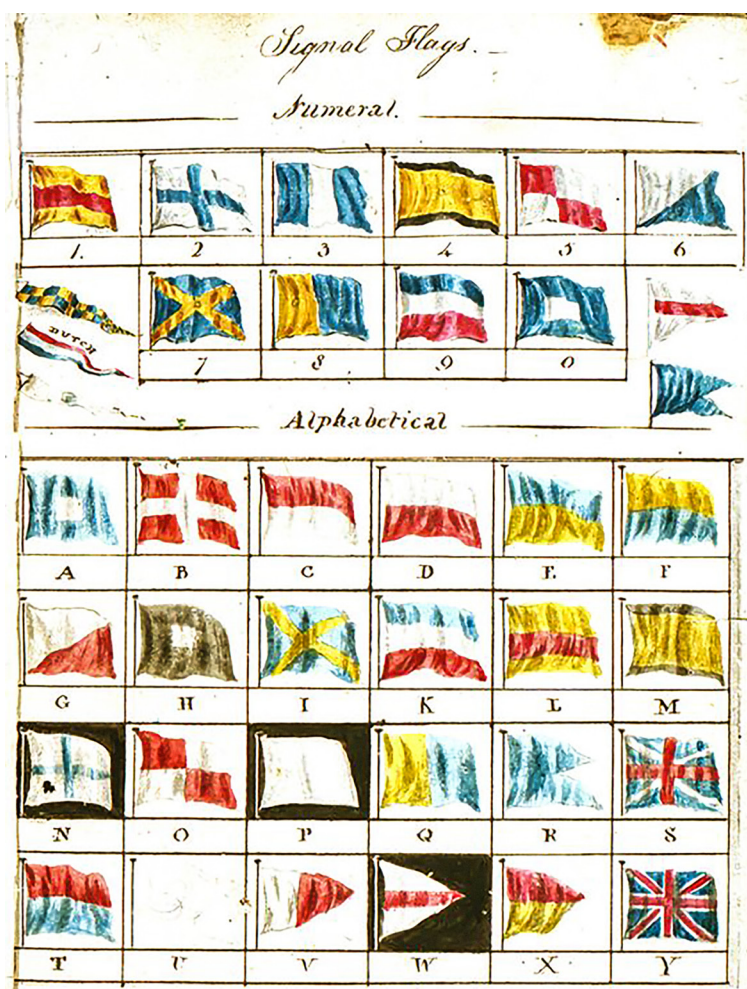 Signal Flags.
Numeral.
1. 2 3 4 5 6
DUTCH
7 8 9 0
Alphabetical
A B C D E F
G H I K L M
N O P Q R S
T U V W X Y